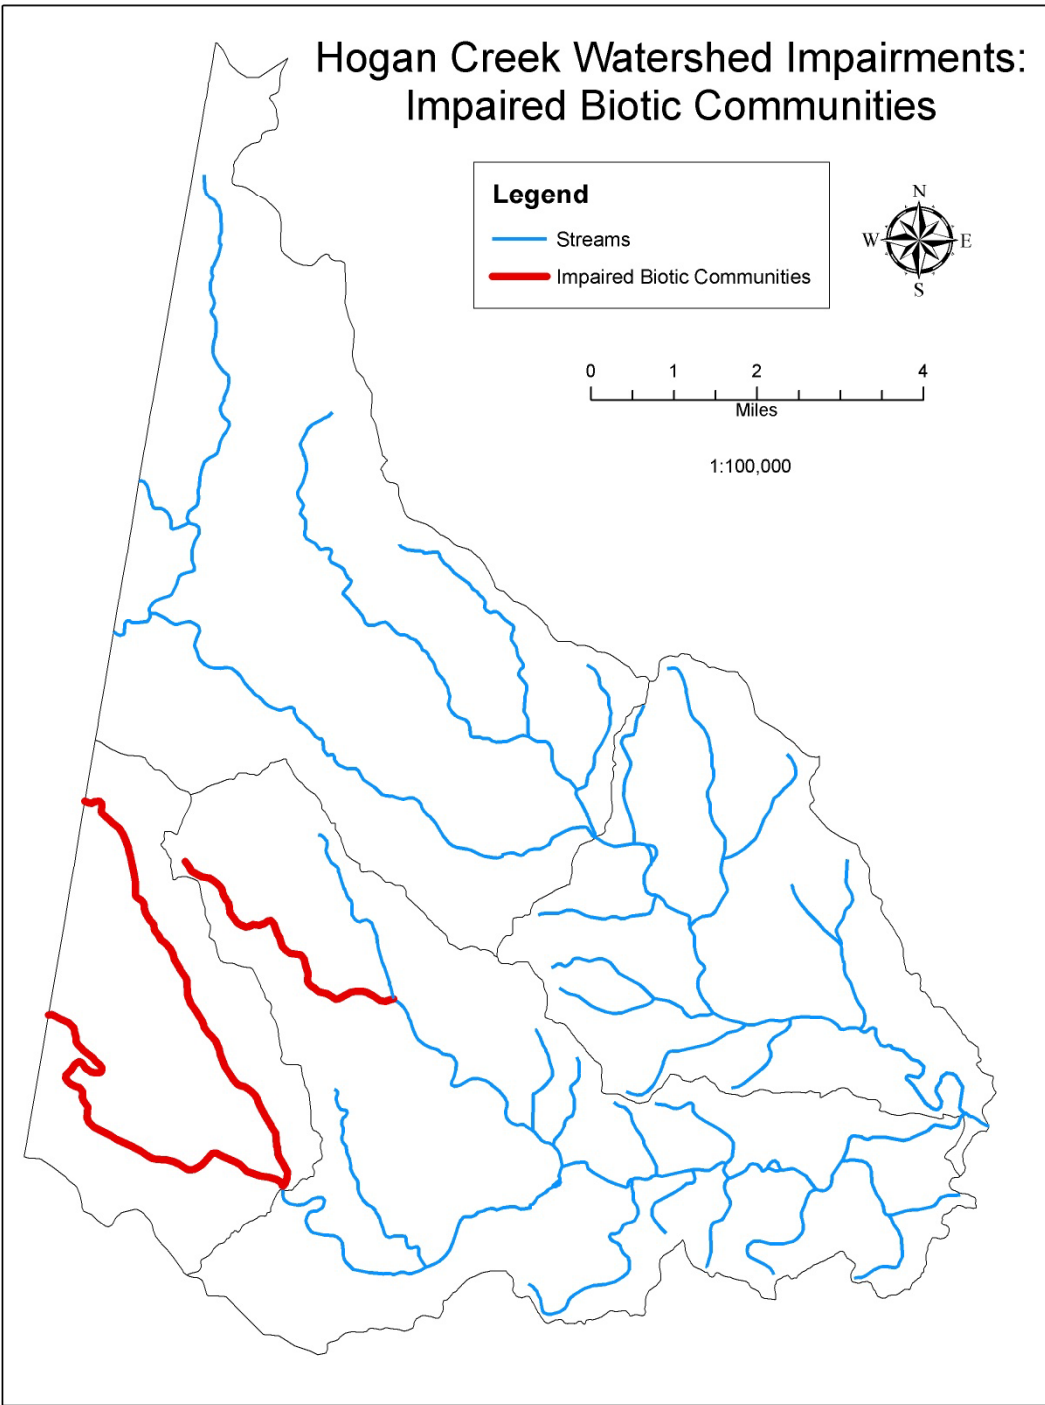 Hogan Creek Watershed Impairments:
Impaired Biotic Communities
Legend
Streams
Impaired Biotic Communities
N
W E
S
0 1 2 4
Miles
1:100,000